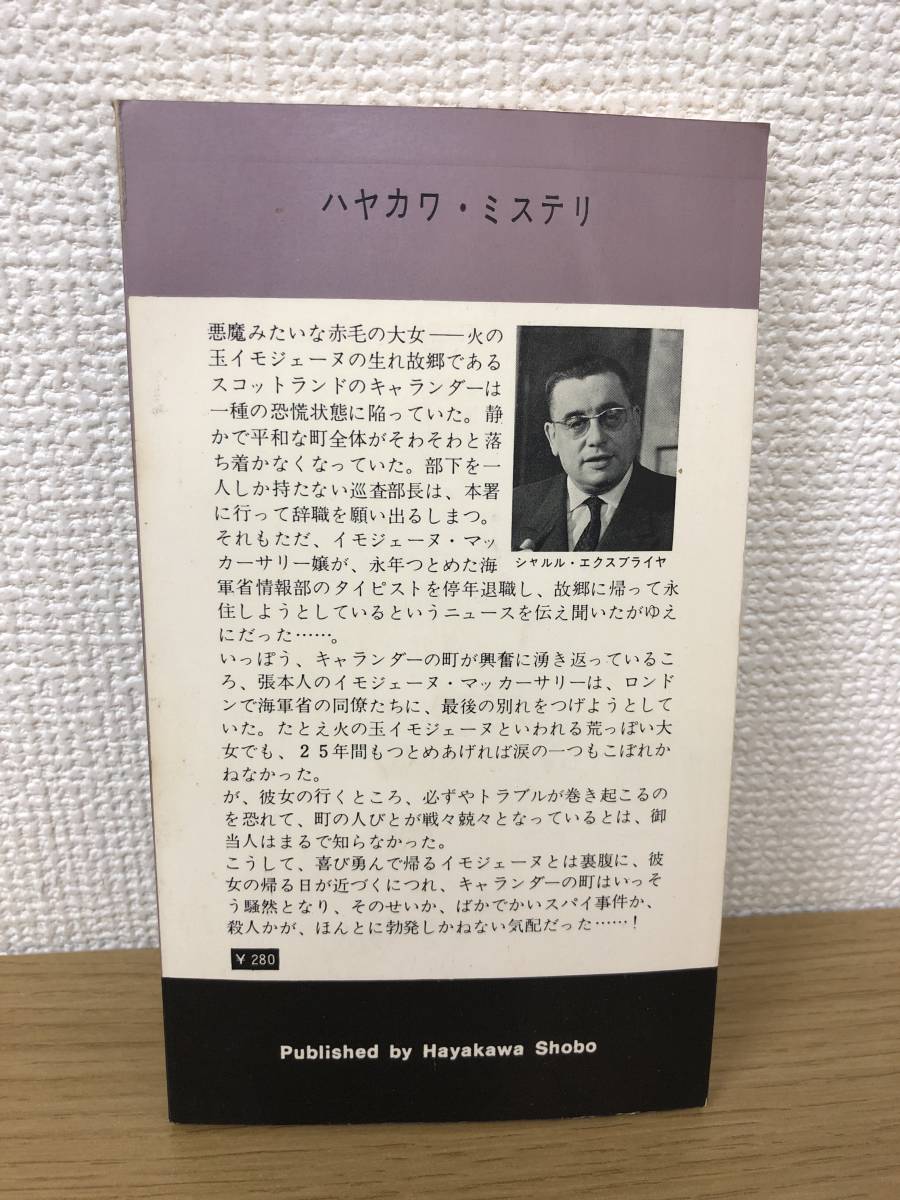 ハヤカワ・ミステリ
悪魔みたいな赤毛の大女――火の
玉イモジェーヌの生れ故郷である
スコットランドのキャランダーは
一種の恐慌状態に陥っていた。静
かで平和な町全体がそわそわと落
ち着かなくなっていた。部下を一
人しか持たない巡査部長は、本署
に行って辞職を願い出るしまつ。
それもただ、イモジェーヌ・マッ
カーサリー嬢が、永年つとめた海
軍省情報部のタイピストを停年退職し、故郷に帰って永
住しようとしているというニュースを伝え聞いたがゆえ
にだった……。
いっぽう、キャランダーの町が興奮に湧き返っているこ
ろ、張本人のイモジェーヌ・マッカーサリーは、ロンド
ンで海軍省の同僚たちに、最後の別れをつげようとして
いた。たとえ火の玉イモジェーヌといわれる荒っぽい大
女でも、25年間もつとめあげれば涙の一つもこぼれか
ねなかった。
が、彼女の行くところ、必ずやトラブルが巻き起こるの
を恐れて、町の人びとが戦々兢々となっているとは、御
当人はまるで知らなかった。
こうして、喜び勇んで帰るイモジェーヌとは裏腹に、彼
女の帰る日が近づくにつれ、キャランダーの町はいっそ
う騒然となり、そのせいか、ばかでかいスパイ事件か、
殺人かが、ほんとに勃発しかねない気配だった……！
シャルル・エクスブライヤ
¥ 280
Published by Hayakawa Shobo